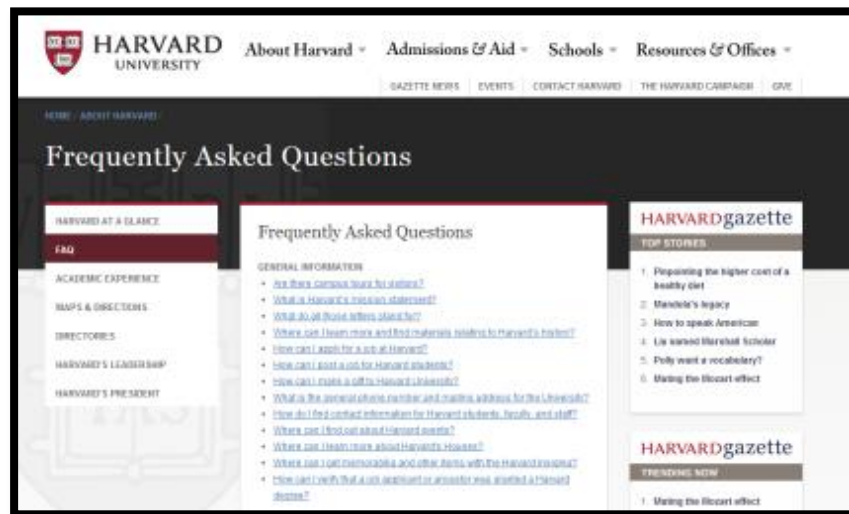 HARVARD
UNIVERSITY
About Harvard
Admissions & Aid
Schools
Resources & Offices
GAZETTE NEWS
EVENTS
CONTACT HARVARD
THE HARVARD CAMPAIGN
GIVE
HOME / ABOUT HARVARD /
Frequently Asked Questions
HARVARD AT A GLANCE
FAQ
ACADEMIC EXPERIENCE
MAPS & DIRECTIONS
DIRECTORIES
HARVARD'S LEADERSHIP
HARVARD'S PRESIDENT
Frequently Asked Questions
GENERAL INFORMATION
Are there campus tours for visitors?
What is Harvard's mission statement?
What do all those letters stand for?
Where can I learn more and find materials relating to Harvard's history?
How can I apply for a job at Harvard?
How can I post a job for Harvard students?
How can I make a gift to Harvard University?
What is the general phone number and mailing address for the University?
How do I find contact information for Harvard students, faculty, and staff?
Where can I find out about Harvard events?
Where can I learn more about Harvard's Houses?
Where can I get memorabilia and other items with the Harvard insignia?
How can I verify that a job applicant or ancestor was granted a Harvard
degree?
HARVARDgazette
TOP STORIES
1. Pinpointing the higher cost of a
healthy diet
2. Mandela's legacy
3. How to speak American
4. Liu named Marshall Scholar
5. Polly want a vocabulary?
6. Muting the Mozart effect
HARVARDgazette
TRENDING NOW
1. Muting the Mozart effect